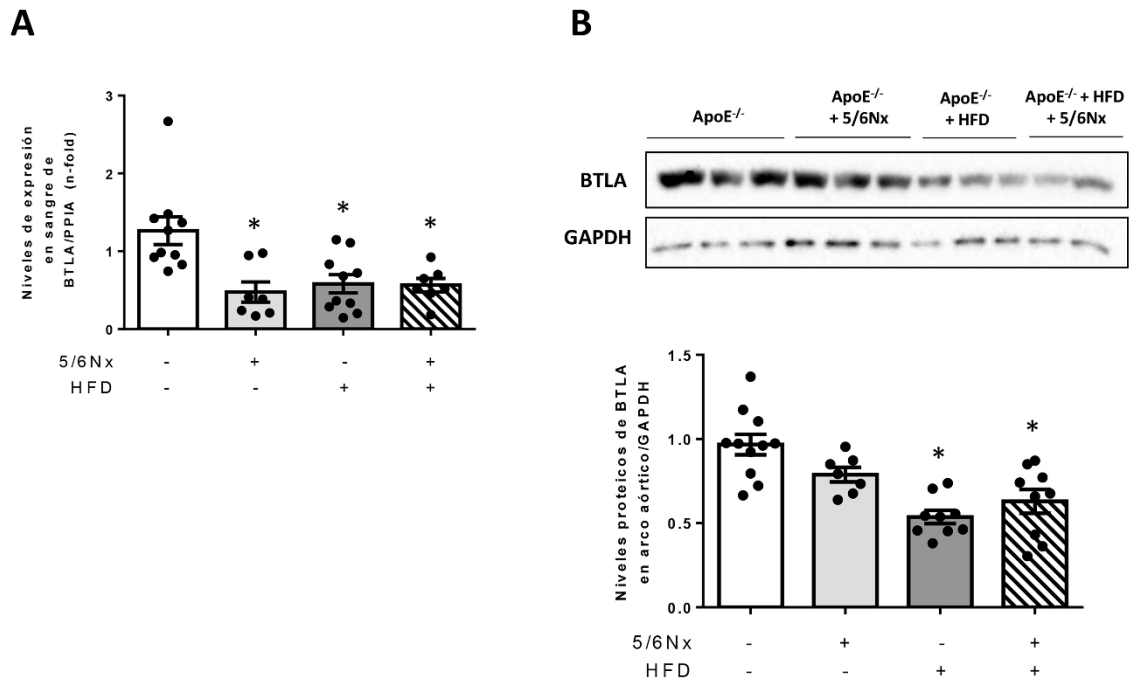 A
Niveles de expresión
en sangre de
BTLA/PPIA (n-fold)
3
2
1
0
*
*
*
5/6Nx - + - +
HFD - - + +
B
ApoE-/-
ApoE-/-
+ 5/6Nx
ApoE-/-
+ HFD
ApoE-/- + HFD
+ 5/6Nx
BTLA
GAPDH
Niveles proteicos de BTLA
en arco aórtico/GAPDH
1.5
1.0
0.5
0.0
*
*
5/6Nx - + - +
HFD - - + +